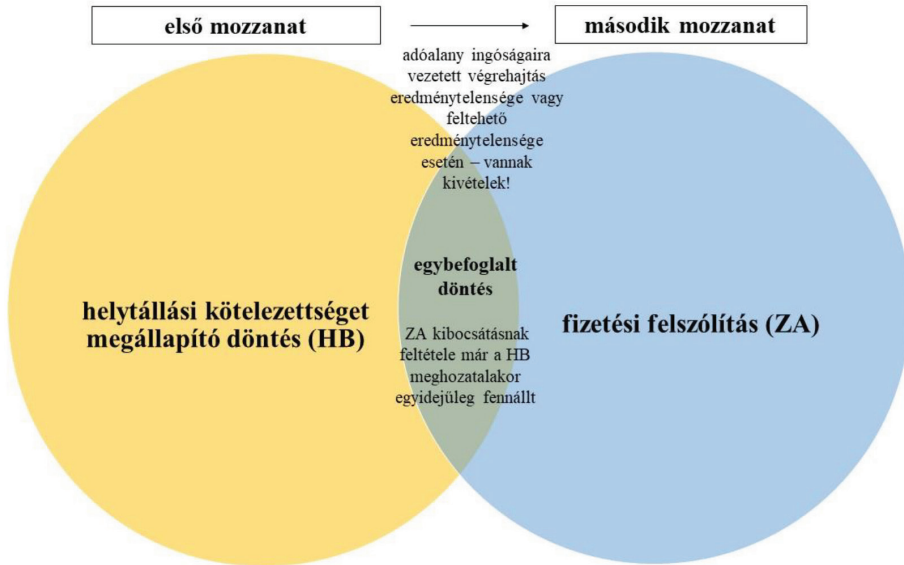 első mozzanat
második mozzanat
adóalany ingóságaira
vezetett végrehajtás
eredménytelensége vagy
feltehető
eredménytelensége
esetén – vannak
kivételek!
helytállási kötelezettséget
megállapító döntés (HB)
egybefoglalt
döntés
ZA kibocsátásnak
feltétele már a HB
meghozatalakor
egyidejűleg fennállt
fizetési felszólítás (ZA)